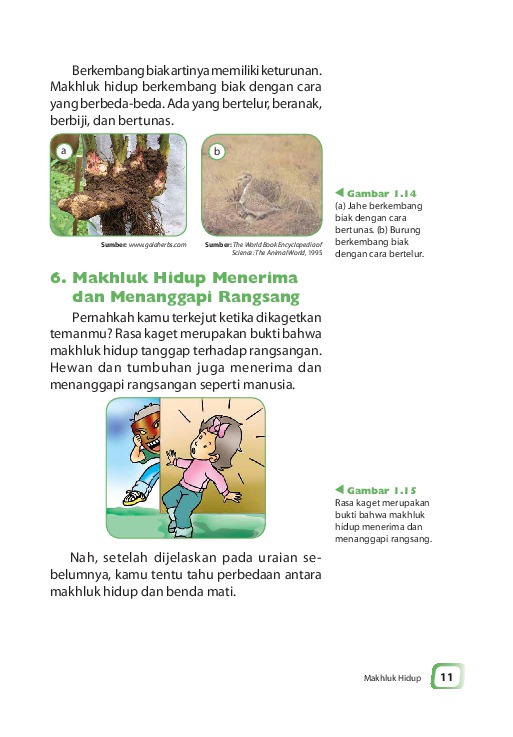 Berkembang biak artinya memiliki keturunan.
Makhluk hidup berkembang biak dengan cara
yang berbeda-beda. Ada yang bertelur, beranak,
berbiji, dan bertunas.
a
b
Sumber: www.goldherbs.com
Sumber: The World Book Encyclopedia of
Science: The Animal World, 1995
Gambar 1.14
(a) Jahe berkembang
biak dengan cara
bertunas. (b) Burung
berkembang biak
dengan cara bertelur.
6. Makhluk Hidup Menerima
dan Menanggapi Rangsang
Pernahkah kamu terkejut ketika dikagetkan
temanmu? Rasa kaget merupakan bukti bahwa
makhluk hidup tanggap terhadap rangsangan.
Hewan dan tumbuhan juga menerima dan
menanggapi rangsangan seperti manusia.
Gambar 1.15
Rasa kaget merupakan
bukti bahwa makhluk
hidup menerima dan
menanggapi rangsang.
Nah, setelah dijelaskan pada uraian se-
belumnya, kamu tentu tahu perbedaan antara
makhluk hidup dan benda mati.
Makhluk Hidup 11